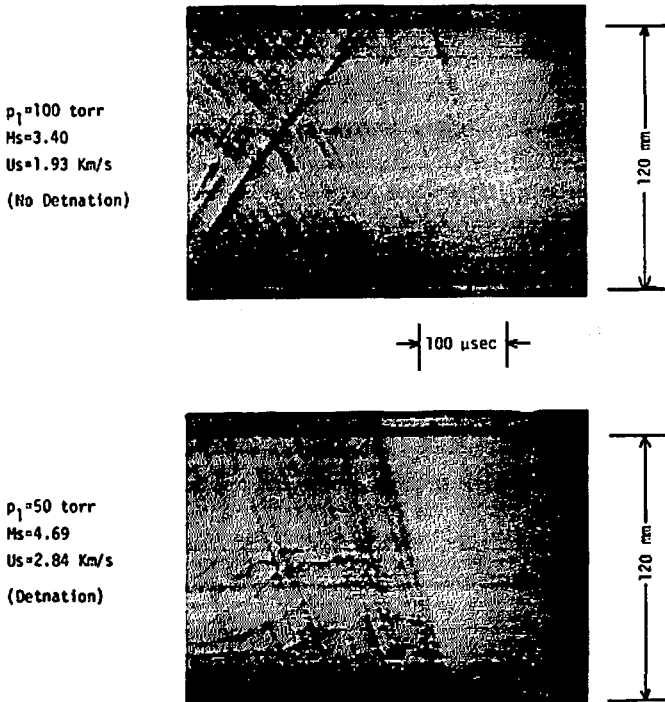 p1=100 torr
Ms=3.40
Us=1.93 Km/s
(No Detnation)
120 mm
100 μsec
p1=50 torr
Ms=4.69
Us=2.84 Km/s
(Detnation)
120 mm